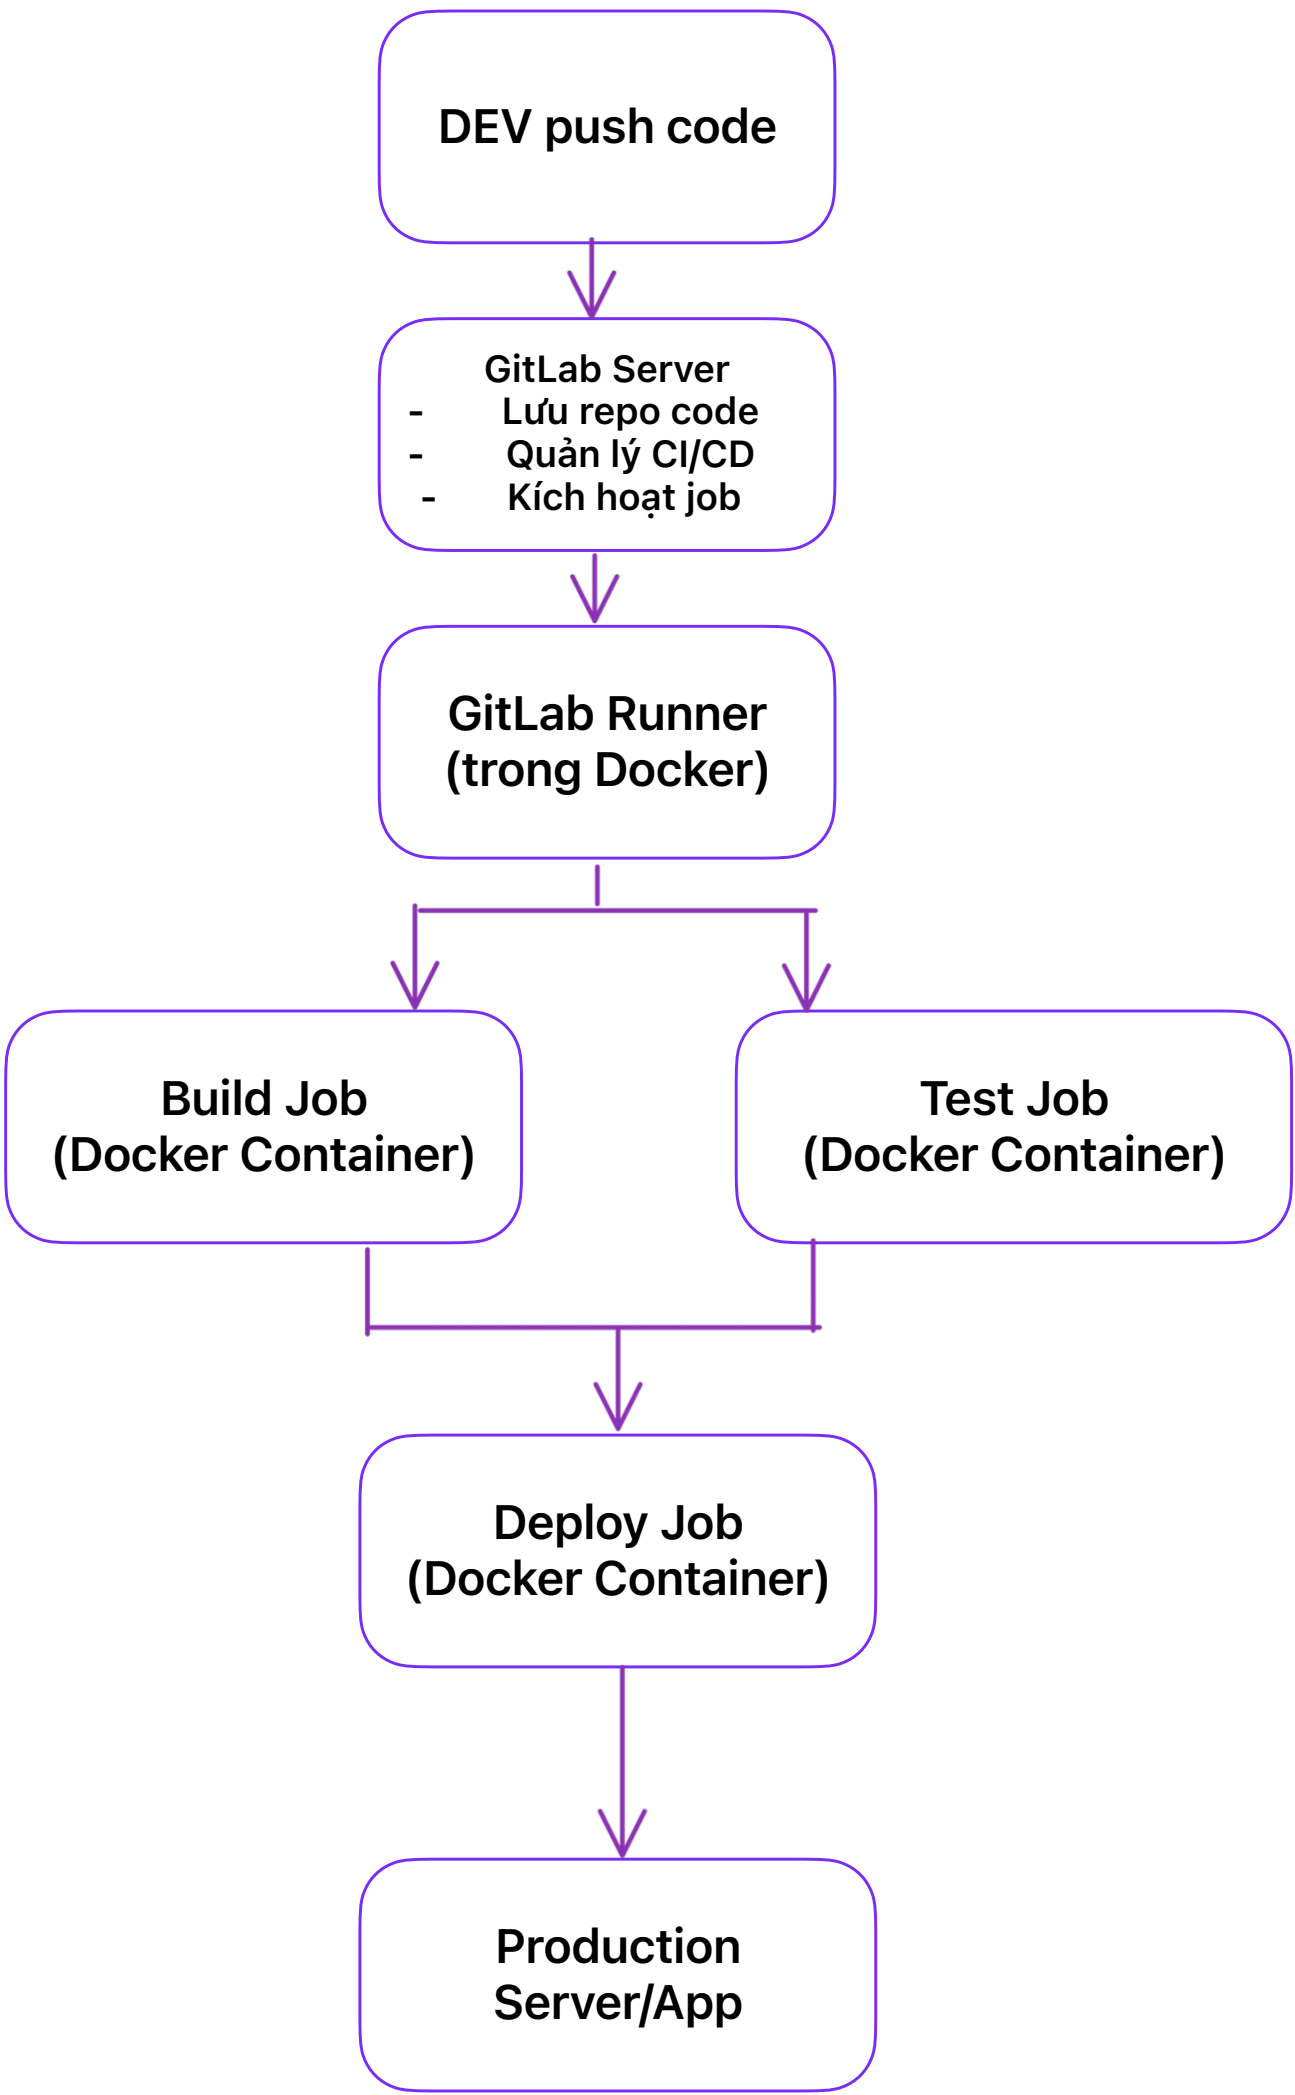 DEV push code
GitLab Server
- Lưu repo code
- Quản lý CI/CD
- Kích hoạt job
GitLab Runner
(trong Docker)
Build Job
(Docker Container)
Test Job
(Docker Container)
Deploy Job
(Docker Container)
Production
Server/App